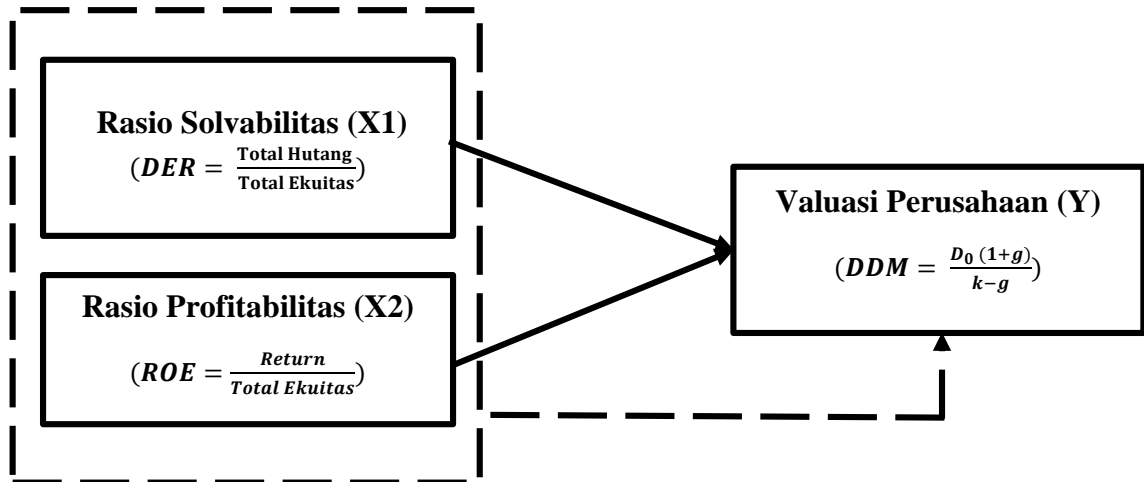 Rasio Solvabilitas (X1)
(DER = Total Hutang / Total Ekuitas)
Rasio Profitabilitas (X2)
(ROE = Return / Total Ekuitas)
Valuasi Perusahaan (Y)
(DDM = D₀ (1+g) / k−g)